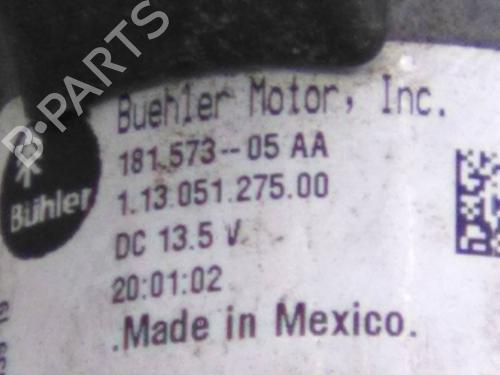 B-PARTS
Buehler Motor, Inc.
181.573--05 AA
1.13.051.275.00
Bühler
DC 13.5 V
20:01:02
.Made in Mexico.